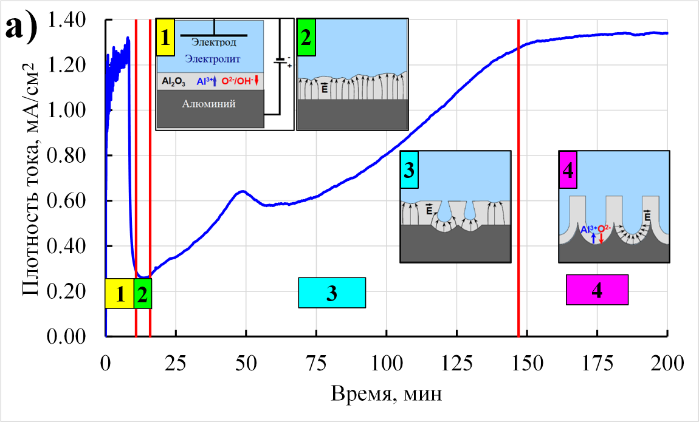 а)
Плотность тока, мА/см²
1.40
1.20
1.00
0.80
0.60
0.40
0.20
0.00
1
Электрод
Электролит
Al₂O₃ Al³⁺ O²⁻/OH⁻
Алюминий
- +
2
E
3
E
4
Al³⁺ O²⁻
E
1 2 3 4
0 25 50 75 100 125 150 175 200
Время, мин